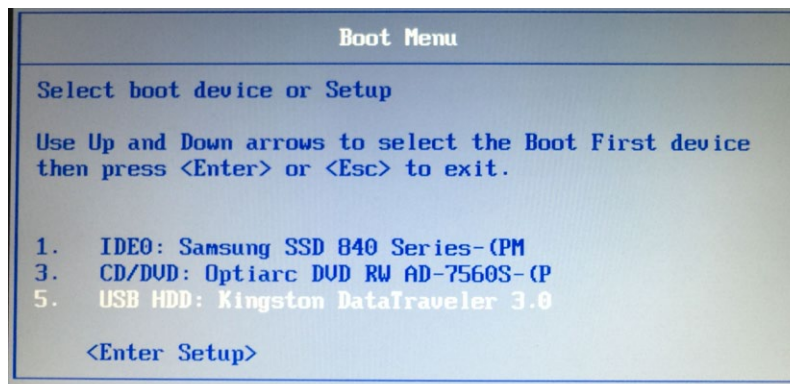 Boot Menu
Select boot device or Setup
Use Up and Down arrows to select the Boot First device
then press <Enter> or <Esc> to exit.
1. IDE0: Samsung SSD 840 Series-(PM
3. CD/DVD: Optiarc DVD RW AD-7560S-(P
5. USB HDD: Kingston DataTraveler 3.0
<Enter Setup>